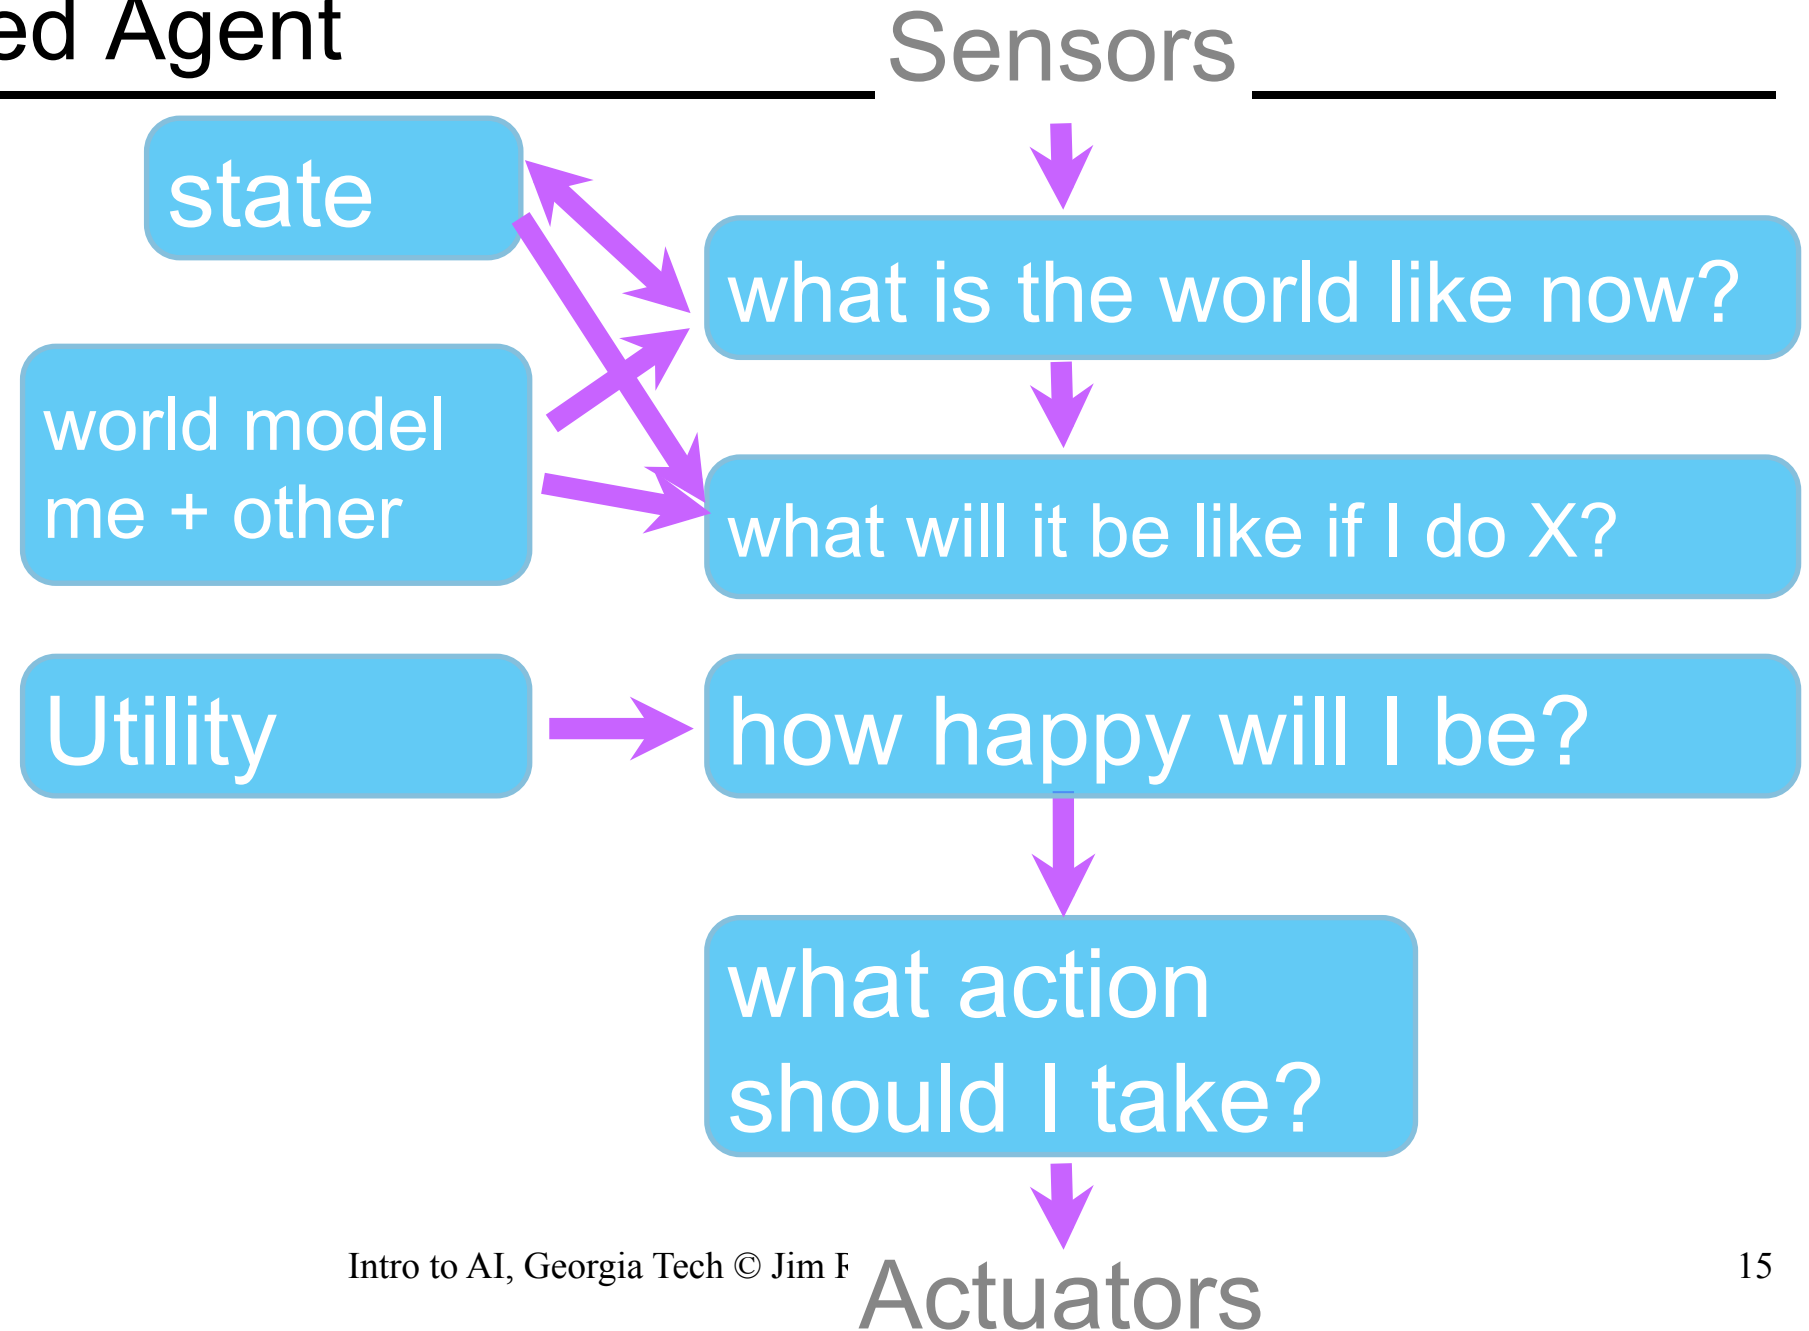 ed Agent
Sensors
state
what is the world like now?
world model
me + other
what will it be like if I do X?
Utility
how happy will I be?
what action
should I take?
Intro to AI, Georgia Tech © Jim
Actuators
15